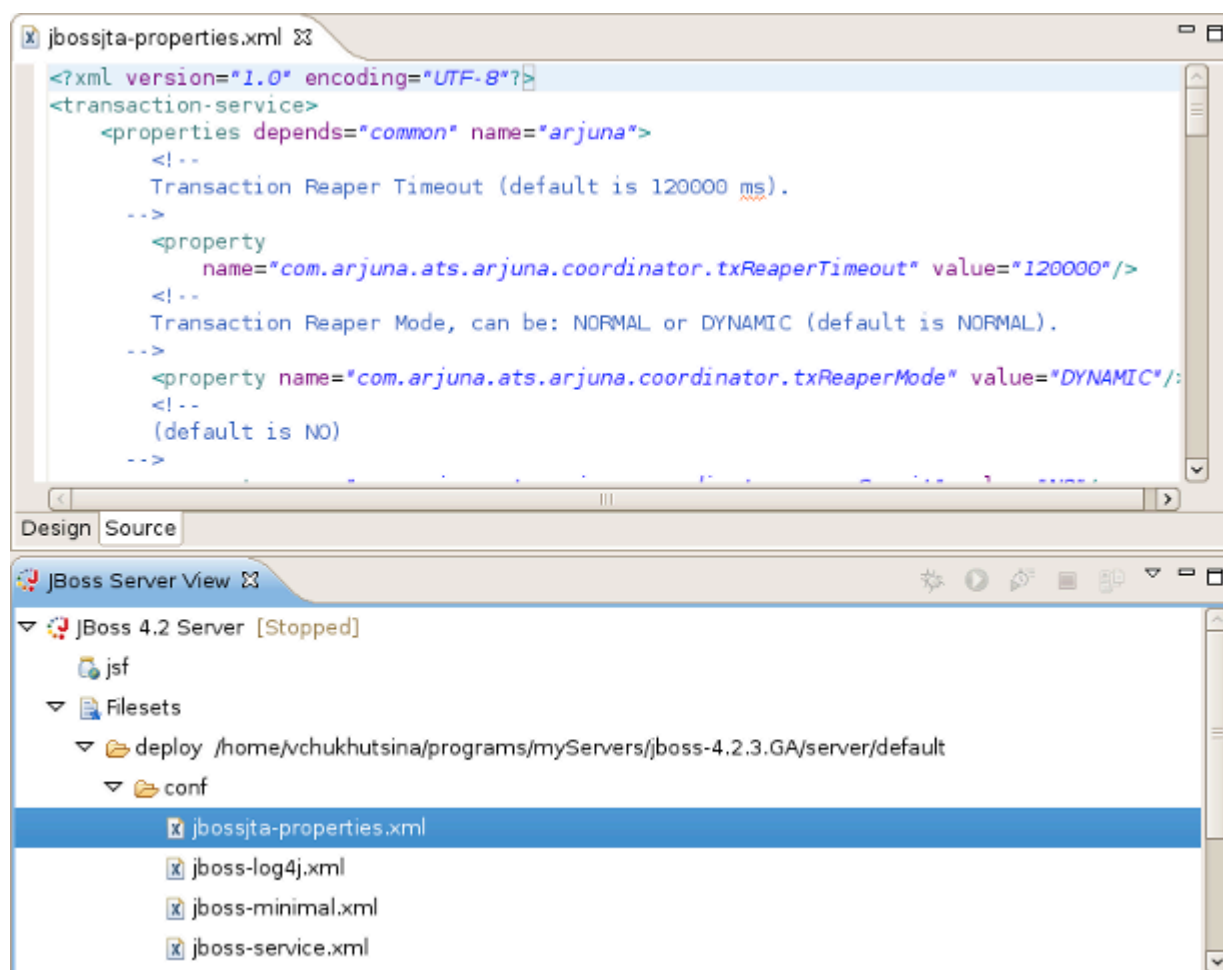 jbossjta-properties.xml
<?xml version="1.0" encoding="UTF-8"?>
<transaction-service>
<properties depends="common" name="arjuna">
<!--
Transaction Reaper Timeout (default is 120000 ms).
-->
<property
name="com.arjuna.ats.arjuna.coordinator.txReaperTimeout" value="120000"/>
<!--
Transaction Reaper Mode, can be: NORMAL or DYNAMIC (default is NORMAL).
-->
<property name="com.arjuna.ats.arjuna.coordinator.txReaperMode" value="DYNAMIC"/>
<!--
(default is NO)
-->
Design Source
JBoss Server View
JBoss 4.2 Server [Stopped]
jsf
Filesets
deploy /home/vchukhutsina/programs/myServers/jboss-4.2.3.GA/server/default
conf
jbossjta-properties.xml
jboss-log4j.xml
jboss-minimal.xml
jboss-service.xml